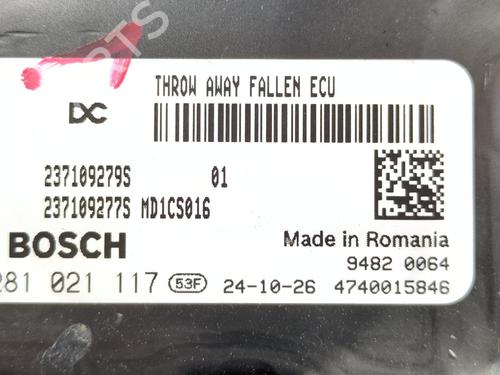 THROW AWAY FALLEN ECU
DC
237109279S 01
237109277S MD1CS016
BOSCH
Made in Romania
9482 0064
281 021 117 53F 24-10-26 4740015846